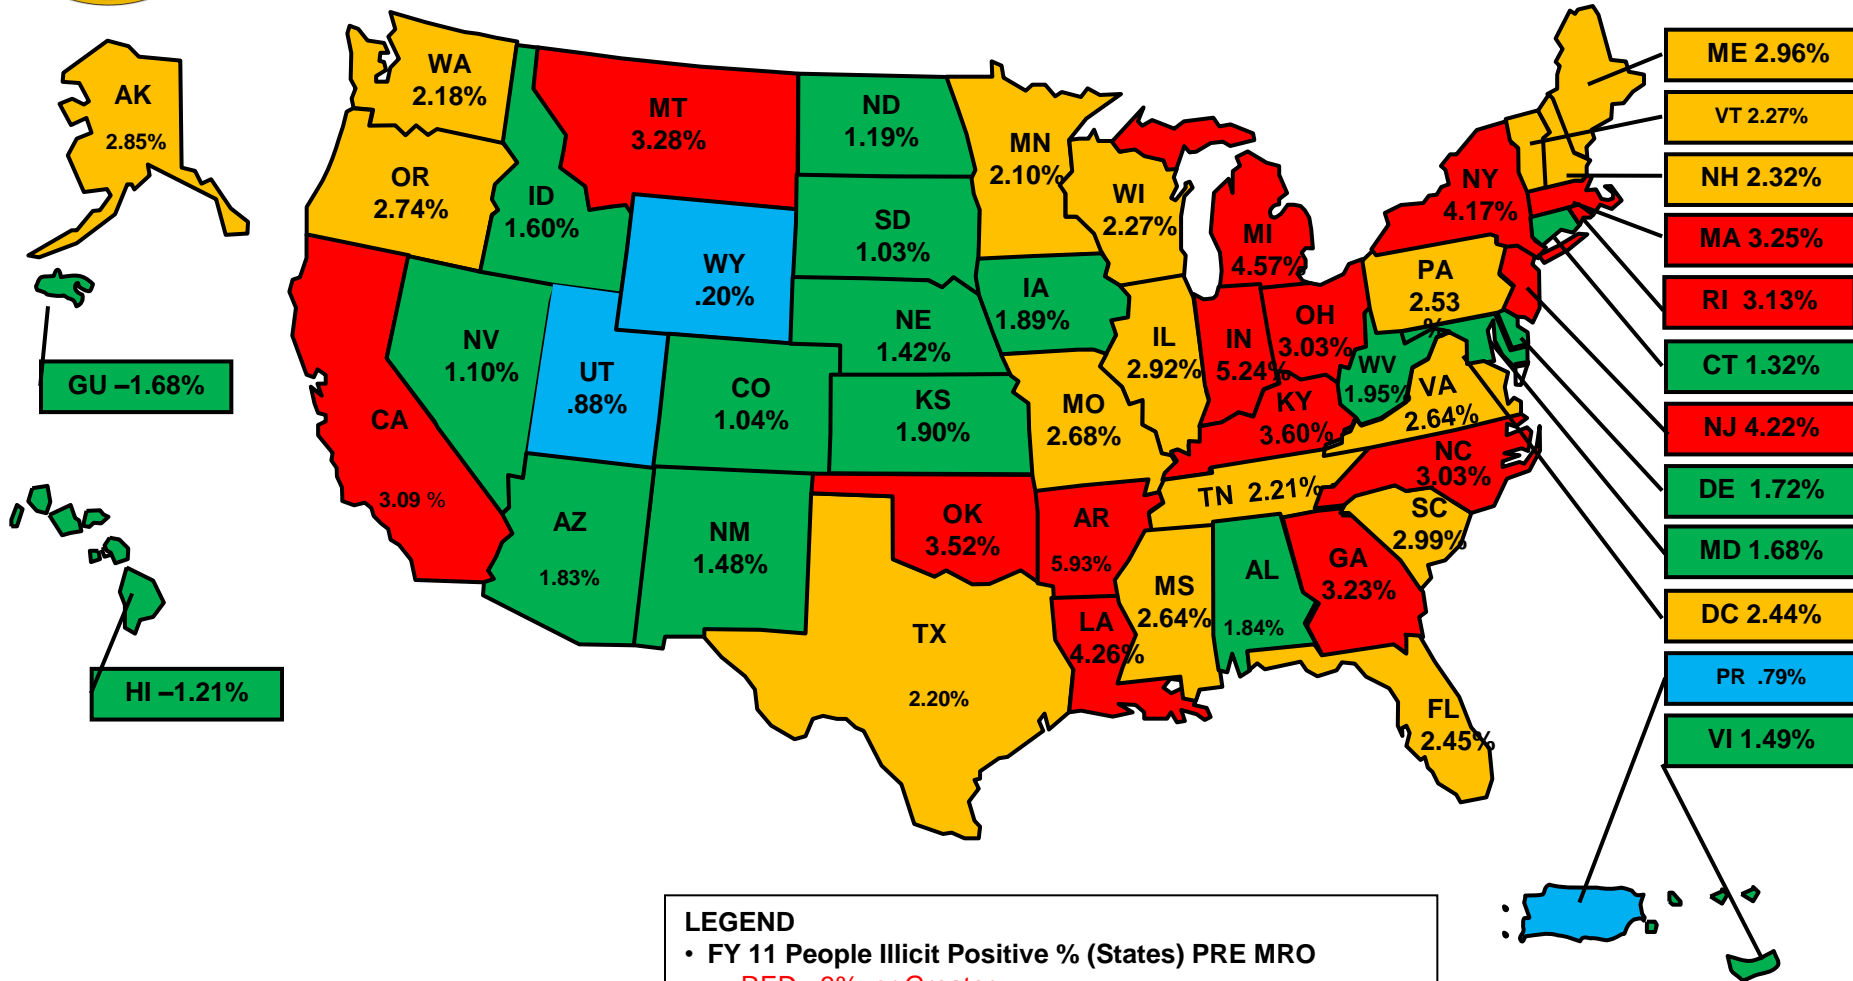 AK
2.85%
WA
2.18%
OR
2.74%
ID
1.60%
MT
3.28%
WY
.20%
ND
1.19%
SD
1.03%
NE
1.42%
KS
1.90%
MN
2.10%
WI
2.27%
IA
1.89%
MI
4.57%
IL
2.92%
IN
5.24%
OH
3.03%
PA
2.53
%
NY
4.17%
NV
1.10%
UT
.88%
CO
1.04%
CA
3.09 %
AZ
1.83%
NM
1.48%
MO
2.68%
KY
3.60%
WV
1.95%
VA
2.64%
NC
3.03%
TN 2.21%
SC
2.99%
OK
3.52%
AR
5.93%
MS
2.64%
AL
1.84%
GA
3.23%
LA
4.26%
TX
2.20%
FL
2.45%
GU –1.68%
HI –1.21%
ME 2.96%
VT 2.27%
NH 2.32%
MA 3.25%
RI 3.13%
CT 1.32%
NJ 4.22%
DE 1.72%
MD 1.68%
DC 2.44%
PR .79%
VI 1.49%
LEGEND
• FY 11 People Illicit Positive % (States) PRE MRO